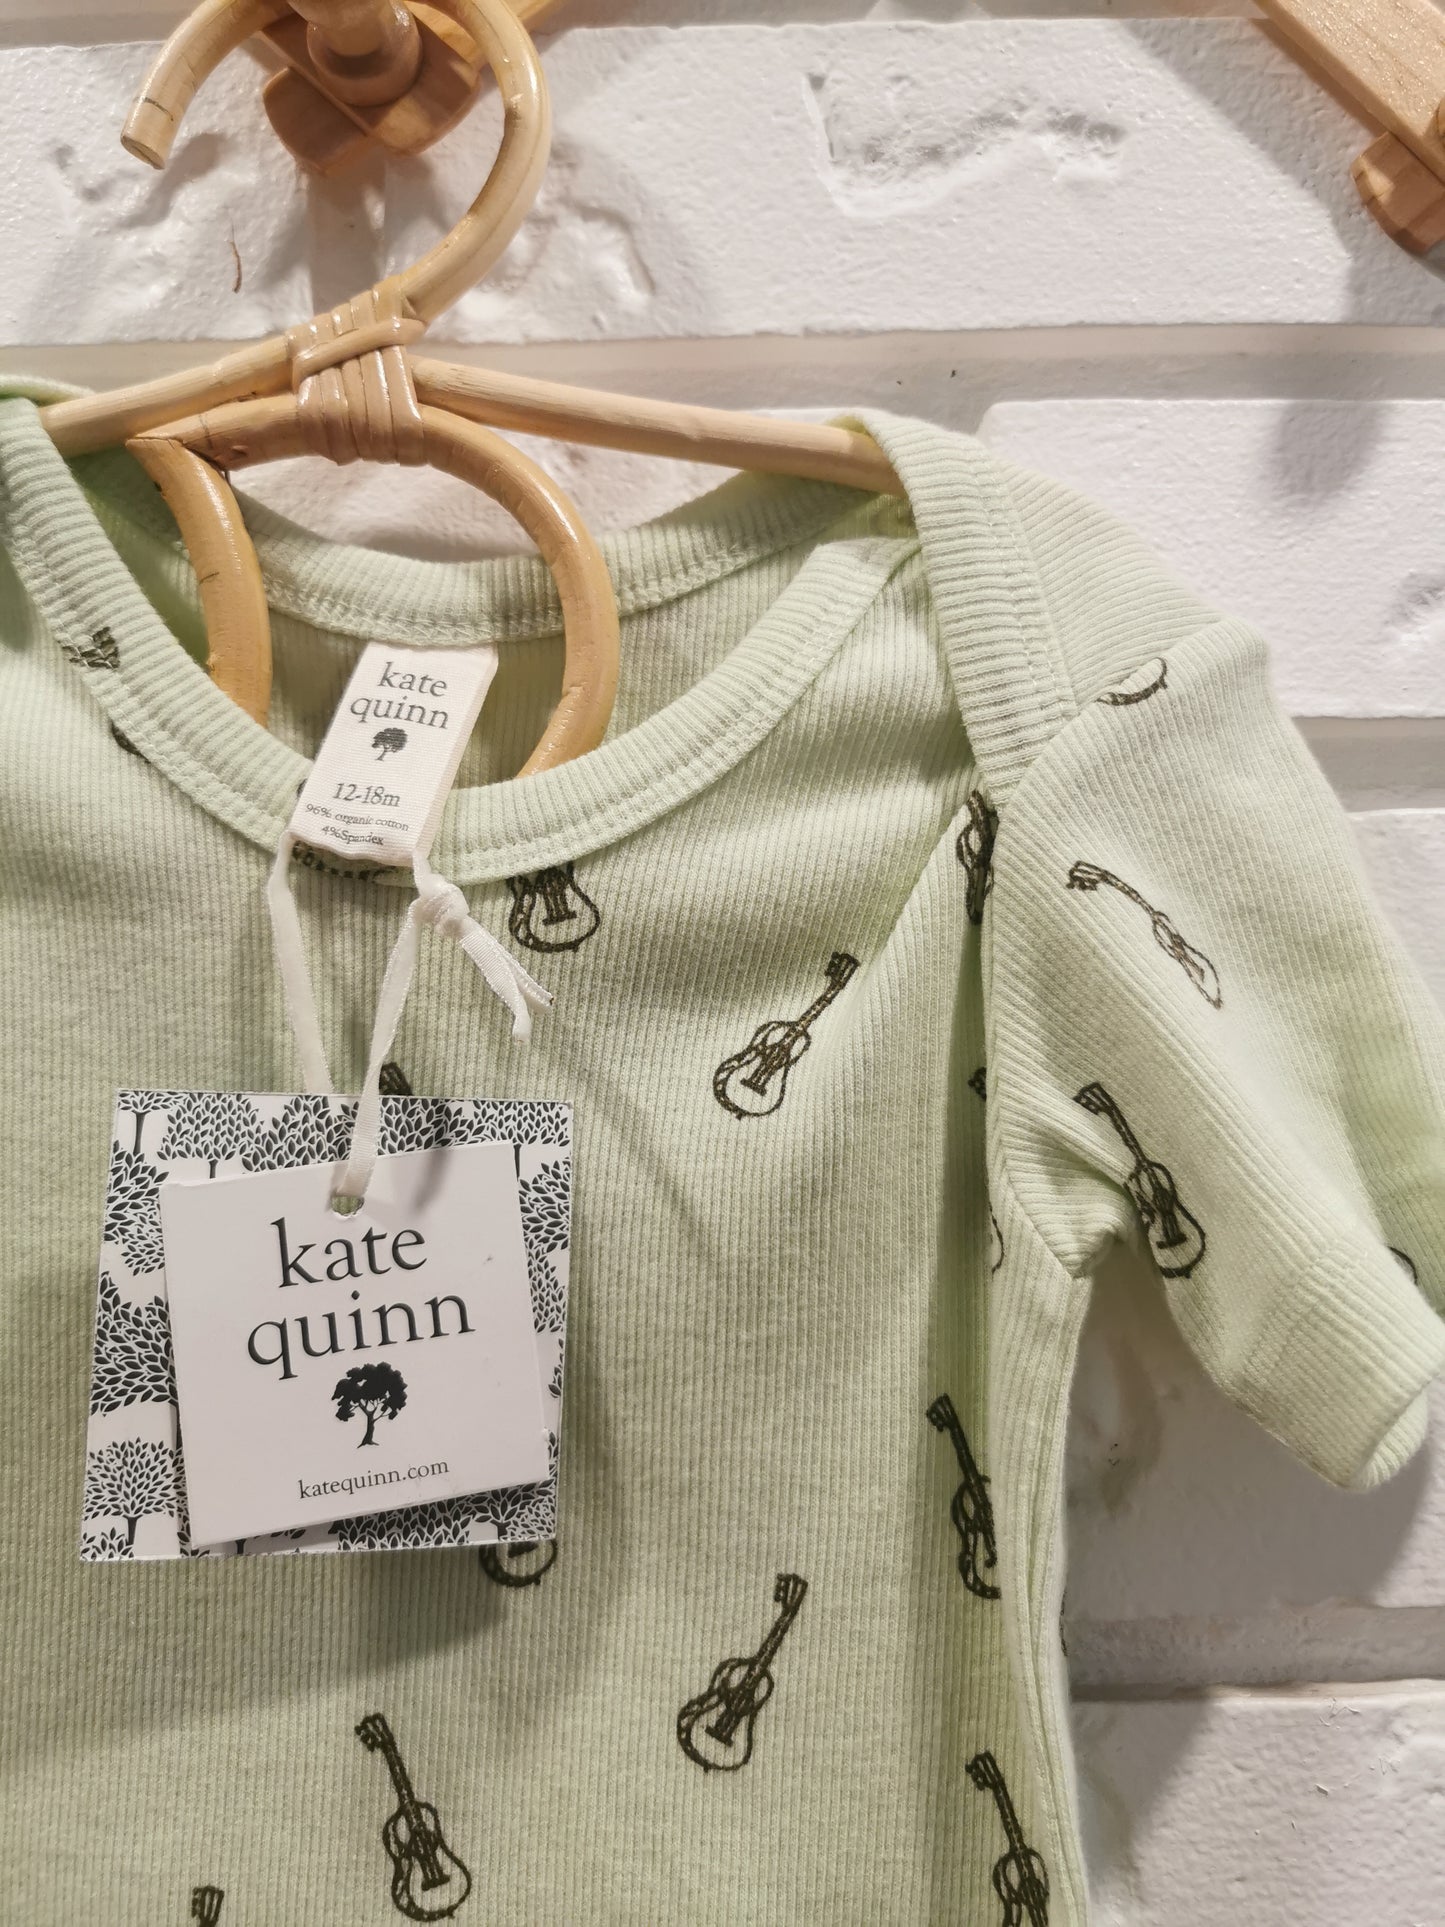 kate
quinn
12-18m
96% organic cotton
4%Spandex
kate
quinn
katequinn.com